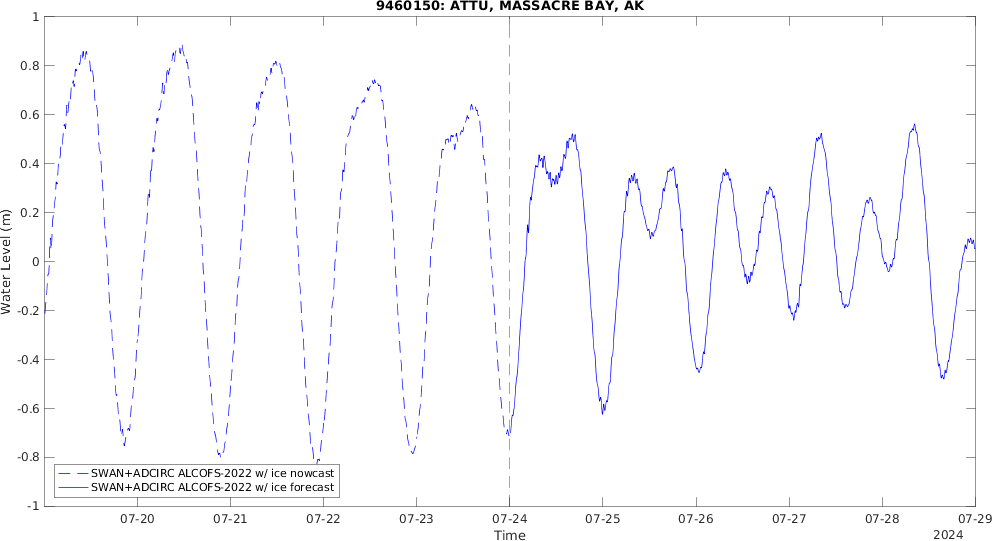 9460150: ATTU, MASSACRE BAY, AK
Water Level (m)
1
0.8
0.6
0.4
0.2
0
-0.2
-0.4
-0.6
-0.8
-1
SWAN+ADCIRC ALCOFS-2022 w/ ice nowcast
SWAN+ADCIRC ALCOFS-2022 w/ ice forecast
07-20 07-21 07-22 07-23 07-24 07-25 07-26 07-27 07-28 07-29
Time
2024